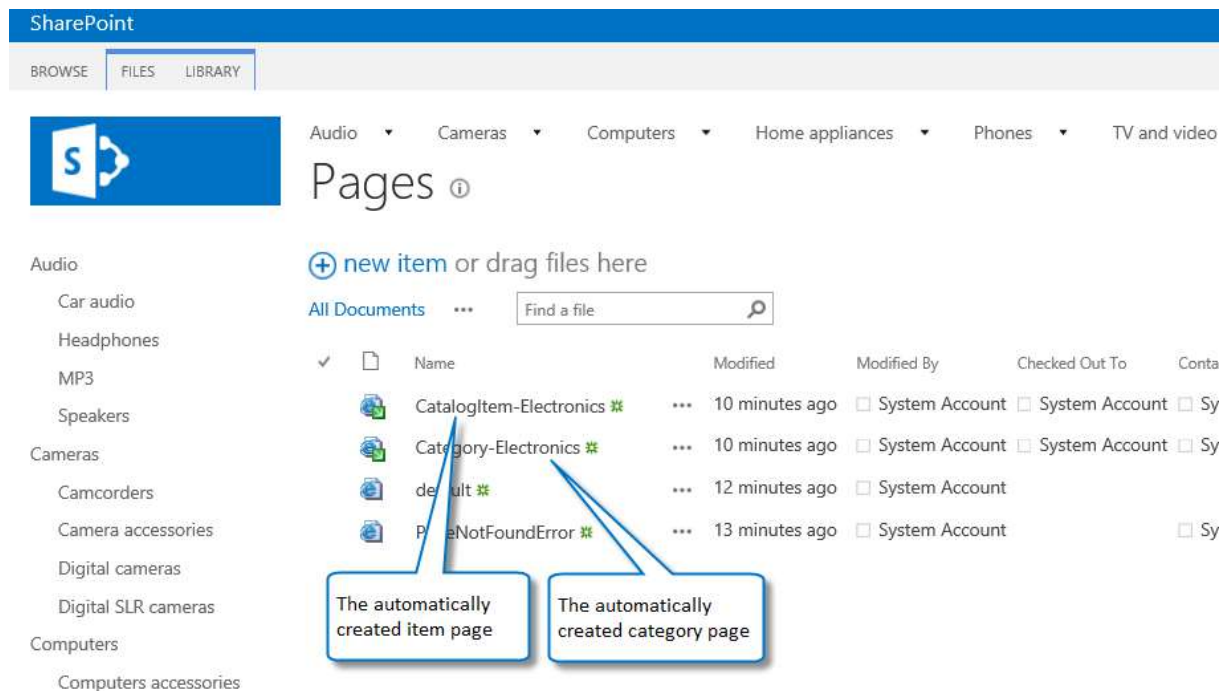 SharePoint
BROWSE FILES LIBRARY
S
Audio Cameras Computers Home appliances Phones TV and video
Pages
Audio
Car audio
Headphones
MP3
Speakers
Cameras
Camcorders
Camera accessories
Digital cameras
Digital SLR cameras
Computers
Computers accessories
new item or drag files here
All Documents ••• Find a file
Name Modified Modified By Checked Out To Conta
CatalogItem-Electronics ••• 10 minutes ago System Account System Account Sy
Category-Electronics ••• 10 minutes ago System Account System Account Sy
••• 12 minutes ago System Account
••• 13 minutes ago System Account Sy
The automatically
created item page
The automatically
created category page